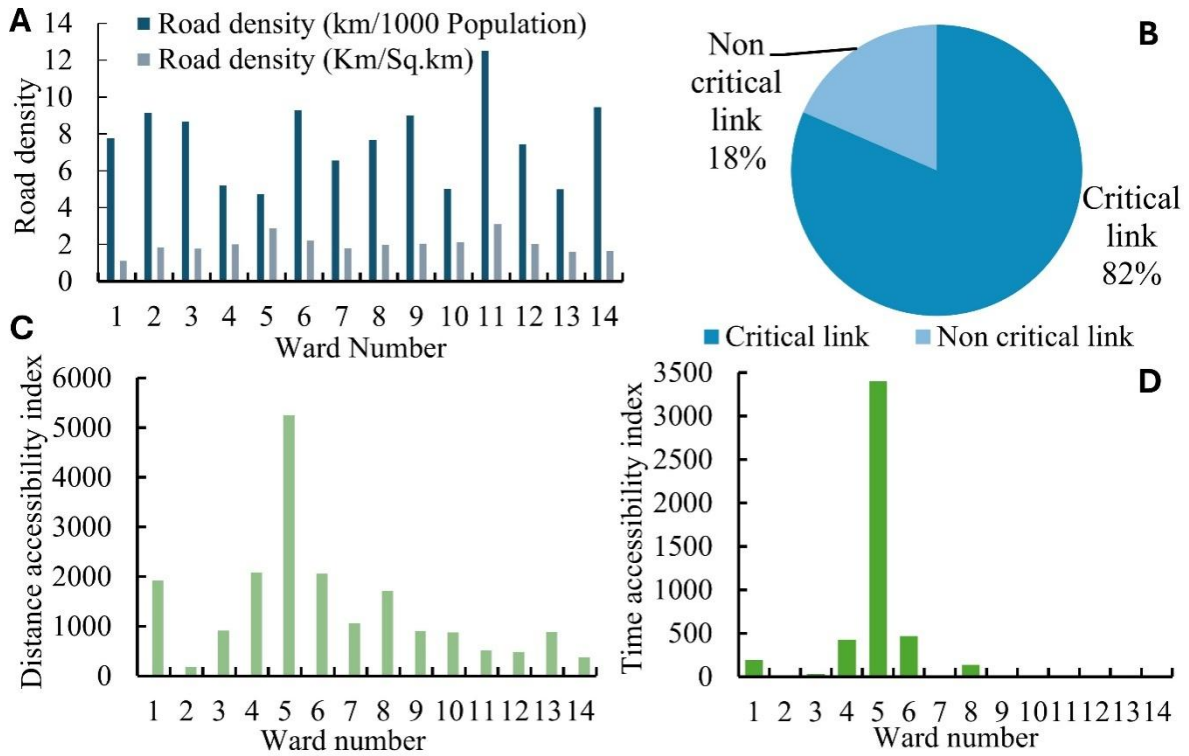 A
Road density (km/1000 Population)
Road density (Km/Sq.km)
Road density
14
12
10
8
6
4
2
0
1 2 3 4 5 6 7 8 9 10 11 12 13 14
Ward Number
B
Non
critical
link
18%
Critical
link
82%
Critical link Non critical link
C
Distance accessibility index
6000
5000
4000
3000
2000
1000
0
1 2 3 4 5 6 7 8 9 10 11 12 13 14
Ward number
D
Time accessibility index
3500
3000
2500
2000
1500
1000
500
0
1 2 3 4 5 6 7 8 9 10 11 12 13 14
Ward number